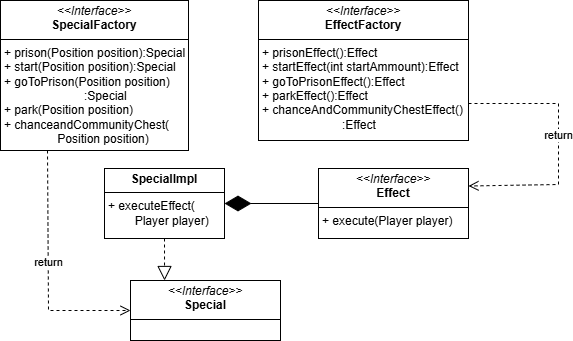 <<Interface>>
SpecialFactory
+ prison(Position position):Special
+ start(Position position):Special
+ goToPrison(Position position)
:Special
+ park(Position position)
+ chanceandCommunityChest(
Position position)
<<Interface>>
EffectFactory
+ prisonEffect():Effect
+ startEffect(int startAmmount):Effect
+ goToPrisonEffect():Effect
+ parkEffect():Effect
+ chanceAndCommunityChestEffect()
:Effect
return
SpecialImpl
+ executeEffect(
Player player)
<<Interface>>
Effect
+ execute(Player player)
return
<<Interface>>
Special